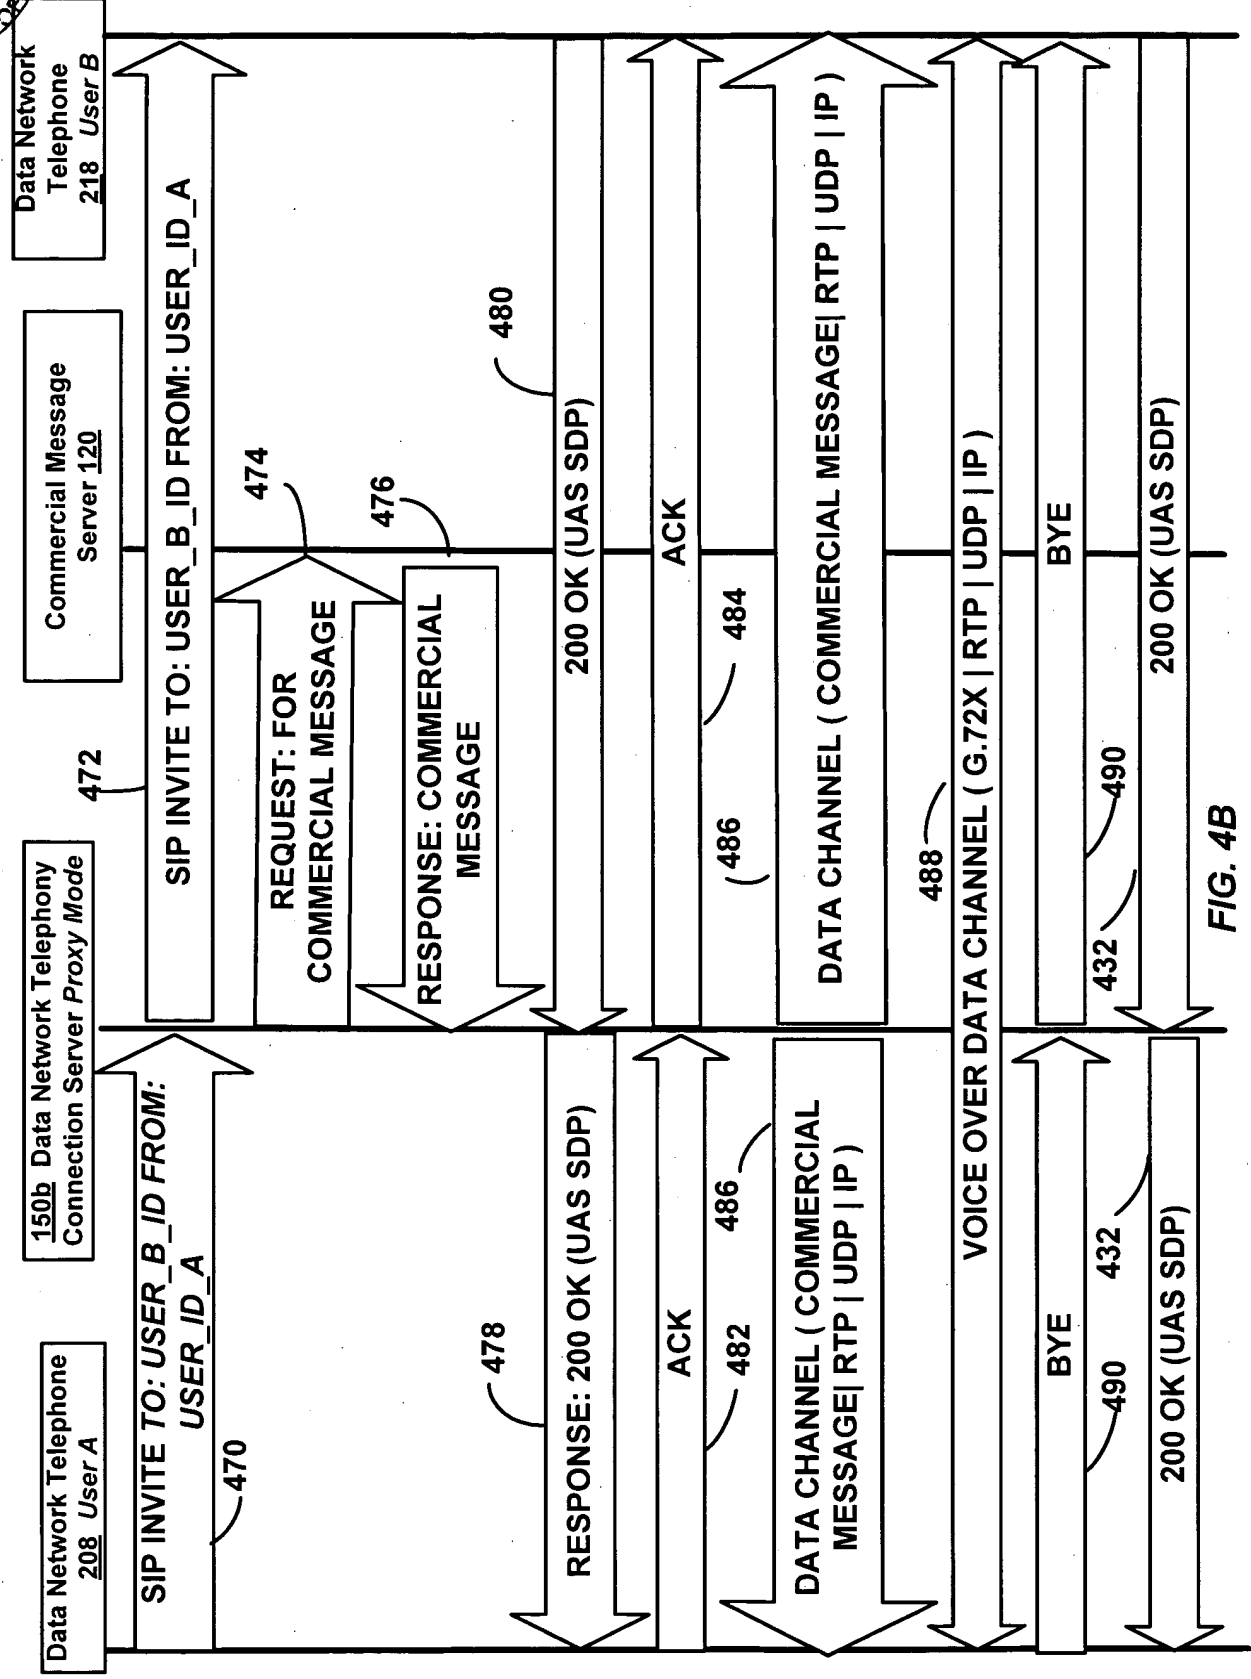 Data Network Telephone
208 User A
150b Data Network Telephony
Connection Server Proxy Mode
Commercial Message
Server 120
Data Network
Telephone
218 User B
SIP INVITE TO: USER_B_ID FROM:
USER_ID_A
470
472
SIP INVITE TO: USER_B_ID FROM: USER_ID_A
474
REQUEST: FOR
COMMERCIAL MESSAGE
476
RESPONSE: COMMERCIAL
MESSAGE
478
RESPONSE: 200 OK (UAS SDP)
480
200 OK (UAS SDP)
ACK
482
ACK
484
486
DATA CHANNEL ( COMMERCIAL
MESSAGE| RTP | UDP | IP )
486
DATA CHANNEL ( COMMERCIAL MESSAGE| RTP | UDP | IP )
488
VOICE OVER DATA CHANNEL ( G.72X | RTP | UDP | IP )
BYE
490
BYE
490
432
200 OK (UAS SDP)
432
200 OK (UAS SDP)
FIG. 4B